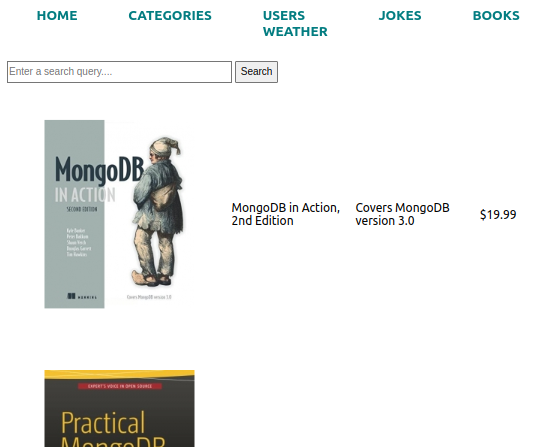 HOME CATEGORIES USERS JOKES BOOKS
WEATHER
Enter a search query....
Search
MongoDB
IN ACTION
SECOND EDITION
Kyle Banker
Peter Bakkum
Shaun Verch
Douglas Garrett
Tim Hawkins
MANNING
Covers MongoDB version 3.0
MongoDB in Action,
2nd Edition
Covers MongoDB
version 3.0
$19.99
EXPERT'S VOICE IN OPEN SOURCE
Practical
MongoDB